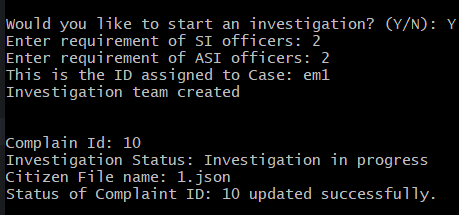 Would you like to start an investigation? (Y/N): Y
Enter requirement of SI officers: 2
Enter requirement of ASI officers: 2
This is the ID assigned to Case: em1
Investigation team created
Complain Id: 10
Investigation Status: Investigation in progress
Citizen File name: 1.json
Status of Complaint ID: 10 updated successfully.